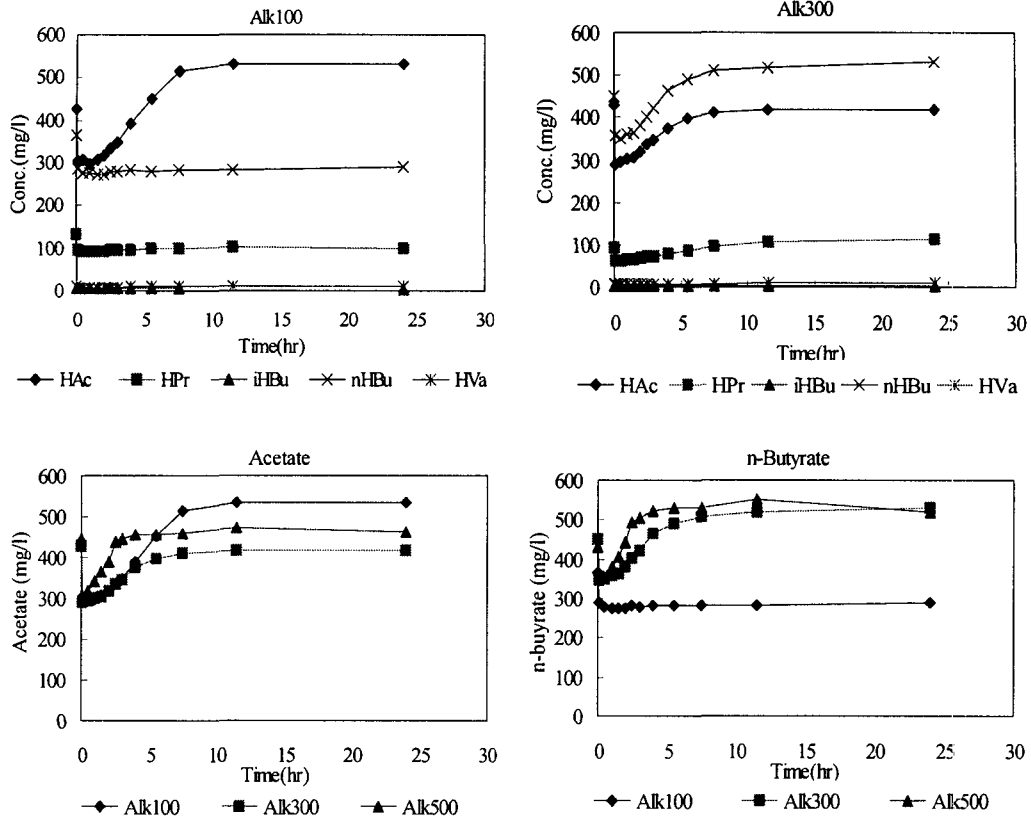 Alk100
600
500
400
300
200
100
0
Conc.(mg/l)
0 5 10 15 20 25 30
Time(hr)
HAc HPr iHBu nHBu HVa
Alk300
600
500
400
300
200
100
0
Conc.(mg/l)
0 5 10 15 20 25 30
Time(hr)
HAc HPr iHBu nHBu HVa
Acetate
600
500
400
300
200
100
0
Acetate (mg/l)
0 5 10 15 20 25 30
Time(hr)
Alk100 Alk300 Alk500
n-Butyrate
600
500
400
300
200
100
0
n-buyrate (mg/l)
0 5 10 15 20 25 30
Time(hr)
Alk100 Alk300 Alk500